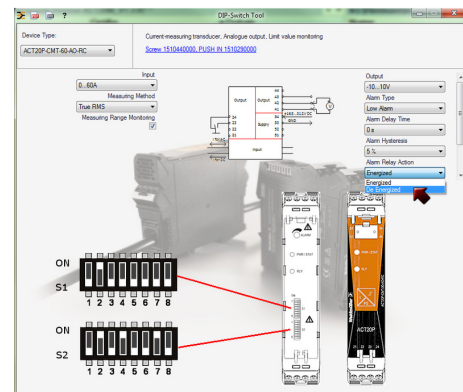 DIP-Switch Tool
Device Type:
ACT20P-CMT-60-AO-RC
Current-measuring transducer, Analogue output, Limit value monitoring
Screw 1510440000, PUSH IN 1510290000
Input
0...60A
Measuring Method
True RMS
Measuring Range Monitoring
Output
-10...10V
Alarm Type
Low Alarm
Alarm Delay Time
0 s
Alarm Hysteresis
5 %
Alarm Relay Action
Energized
Energized
De Energized
Output
Output
Supply
Input
GND
ON
S1
1 2 3 4 5 6 7 8
ON
S2
1 2 3 4 5 6 7 8
ALARM
ACT20P